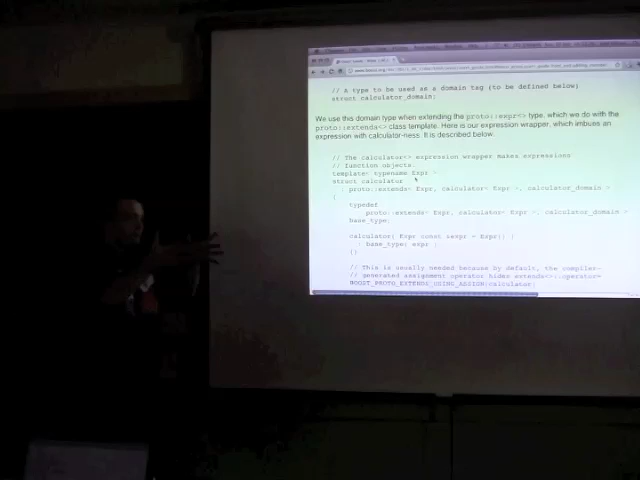 // A type to be used as a domain tag (to be defined below)
struct calculator_domain;
We use this domain type when extending the proto::expr<> type, which we do with the
proto::extends<> class template. Here is our expression wrapper, which imbues an
expression with calculator-ness. It is described below.
// The calculator<> expression wrapper makes expressions
// function objects.
template< typename Expr >
struct calculator
: proto::extends< Expr, calculator< Expr >, calculator_domain >
{
typedef
proto::extends< Expr, calculator< Expr >, calculator_domain >
base_type;
calculator( Expr const &expr = Expr() )
: base_type( expr )
{}
// This is usually needed because by default, the compiler-
// generated assignment operator hides extends<>::operator=
BOOST_PROTO_EXTENDS_USING_ASSIGN(calculator)